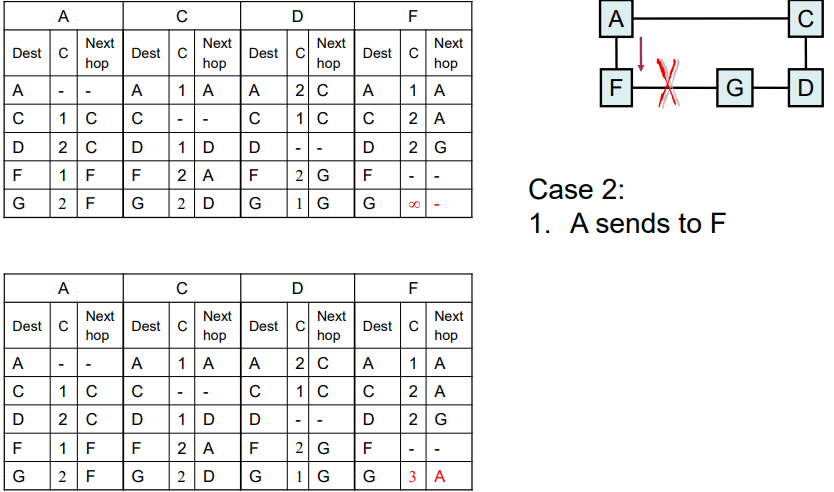 A C D F
Dest C Next hop Dest C Next hop Dest C Next hop Dest C Next hop
A - - A 1 A A 2 C A 1 A
C 1 C C - - C 1 C C 2 A
D 2 C D 1 D D - - D 2 G
F 1 F F 2 A F 2 G F - -
G 2 F G 2 D G 1 G G ∞ -
A C
F G D
Case 2:
1. A sends to F
A C D F
Dest C Next hop Dest C Next hop Dest C Next hop Dest C Next hop
A - - A 1 A A 2 C A 1 A
C 1 C C - - C 1 C C 2 A
D 2 C D 1 D D - - D 2 G
F 1 F F 2 A F 2 G F - -
G 2 F G 2 D G 1 G G 3 A